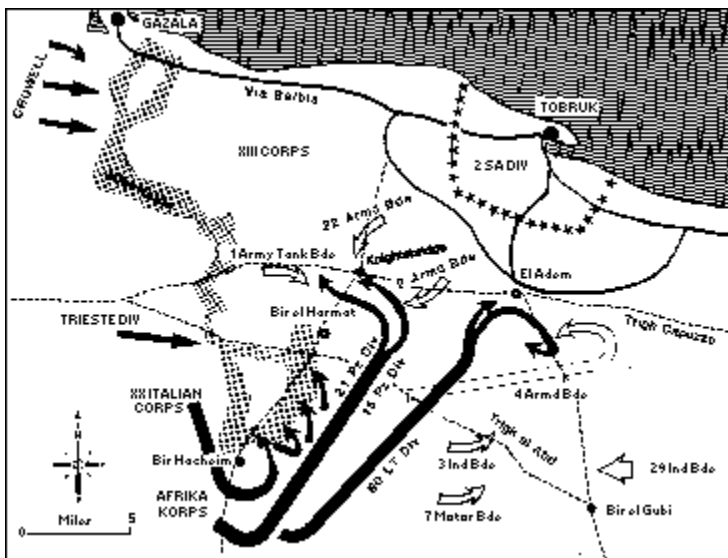 GAZALA
CRUWELL
Via Balbia
TOBRUK
XIII CORPS
2 SA DIV
22 Armd Bde
1 Army Tank Bde
Knightsbridge
2 Armd Bde
El Adem
Trigh Capuzzo
TRIESTE DIV
Bir el Harmat
21 Pz Div
15 Pz Div
XX ITALIAN
CORPS
4 Armd Bde
LT DIV
Trigh el Abd
N
Bir Hacheim
3 Ind Bde
29 Ind Bde
AFRIKA
KORPS
7 Motor Bde
Bir el Gubi
Miles
0 5